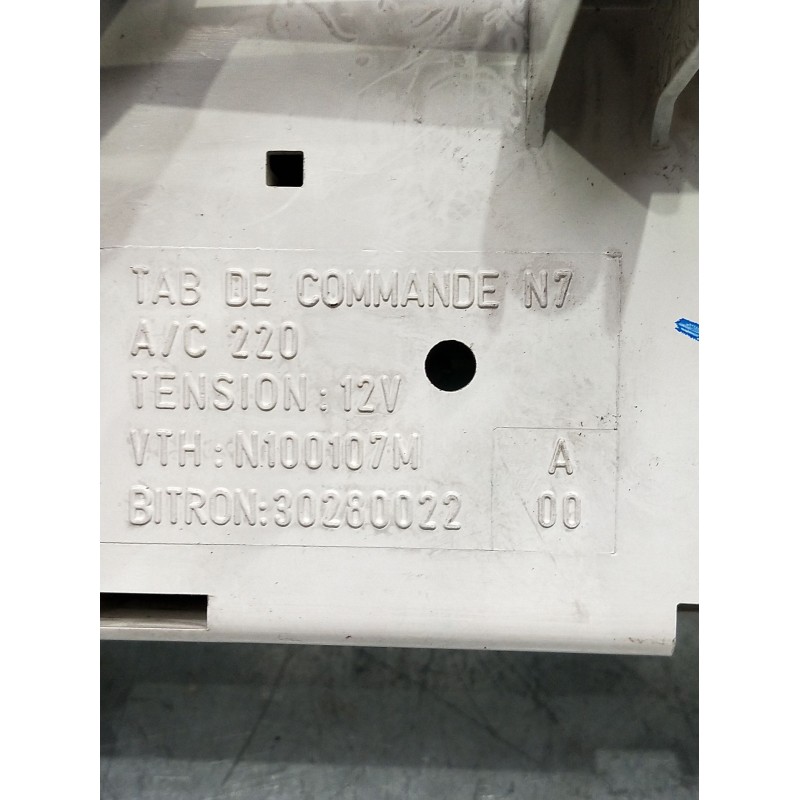 TAB DE COMMANDE N7
A/C 220
TENSION: 12V
VTH: N100107M
BITRON: 30280022
A
00